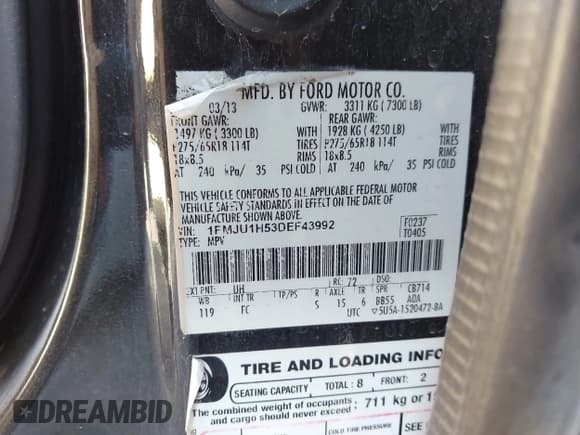 MFD. BY FORD MOTOR CO.
03/13 GVWR: 3311 KG ( 7300 LB)
FRONT GAWR: REAR GAWR:
1497 KG ( 3300 LB) WITH 1928 KG ( 4250 LB) WITH
P275/65R18 114T TIRES P275/65R18 114T TIRES
18x8.5 RIMS 18x8.5 RIMS
AT 240 kPa/ 35 PSI COLD AT 240 kPa/ 35 PSI COLD
THIS VEHICLE CONFORMS TO ALL APPLICABLE FEDERAL MOTOR
VEHICLE SAFETY STANDARDS IN EFFECT ON THE DATE OF
MANUFACTURE SHOWN ABOVE.
VIN: 1FMJU1H53DEF43992 F0237
TYPE: MPV T0405
EXT PNT: UH RC: 72 DSO:
WB INT TR TP/PS R AXLE TR SPR CB714
119 FC S 15 6 BB55 AOA
UTC 5U5A-1520472-BA
TIRE AND LOADING INFO
SEATING CAPACITY TOTAL: 8 FRONT: 2
The combined weight of occupants 711 kg or
and cargo should never exceed:
COLD TIRE PRESSURE SEE
DREAMBID